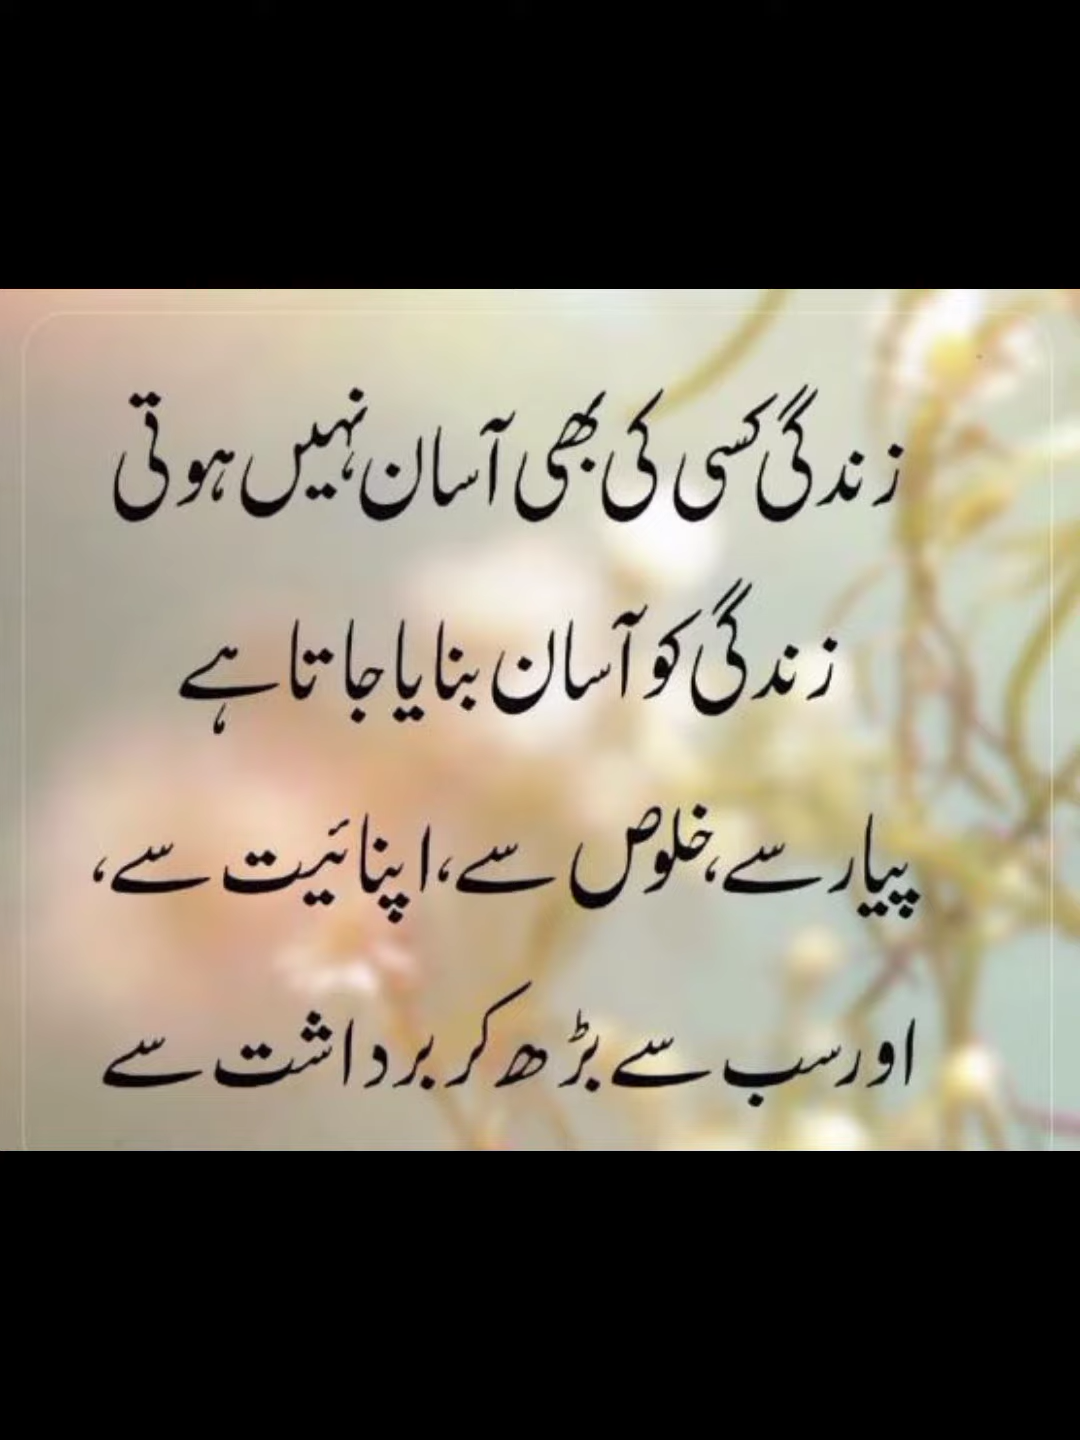 زندگی کسی کی بھی آسان نہیں ہوتی
زندگی کو آسان بنایا جاتا ہے
پیار سے، خلوص سے، اپنائیت سے،
اور سب سے بڑھ کر برداشت سے